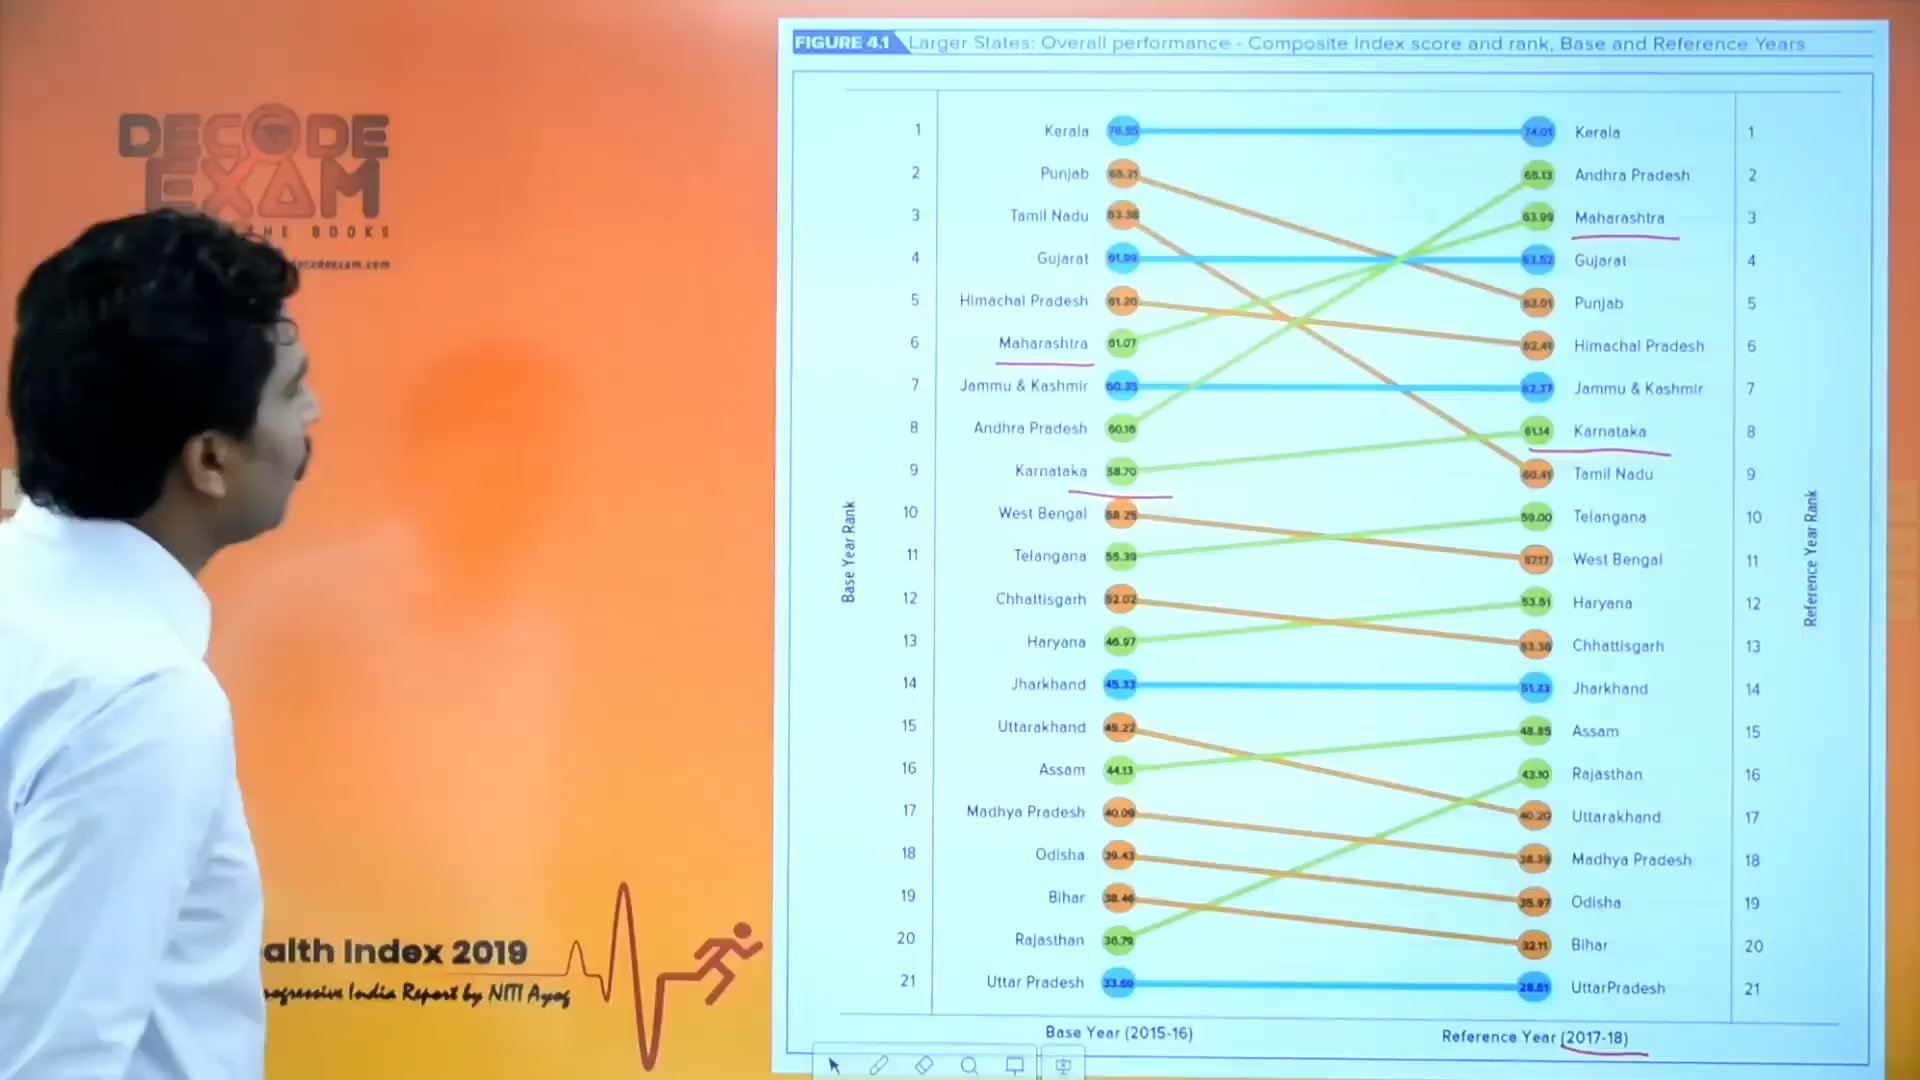 FIGURE 4.1 Larger States: Overall performance - Composite Index score and rank, Base and Reference Years
DECODE
EXAM
THE BOOKS
decodeexam.com
1 Kerala 76.55 74.01 Kerala 1
2 Punjab 65.21 65.13 Andhra Pradesh 2
3 Tamil Nadu 63.38 63.99 Maharashtra 3
4 Gujarat 61.99 63.52 Gujarat 4
5 Himachal Pradesh 61.20 63.01 Punjab 5
6 Maharashtra 61.07 62.41 Himachal Pradesh 6
7 Jammu & Kashmir 60.35 62.37 Jammu & Kashmir 7
8 Andhra Pradesh 60.16 61.14 Karnataka 8
9 Karnataka 58.70 60.41 Tamil Nadu 9
10 West Bengal 58.25 59.00 Telangana 10
11 Telangana 55.39 57.17 West Bengal 11
12 Chhattisgarh 52.02 53.51 Haryana 12
13 Haryana 46.97 53.36 Chhattisgarh 13
14 Jharkhand 45.33 51.33 Jharkhand 14
15 Uttarakhand 45.22 48.85 Assam 15
16 Assam 44.13 43.10 Rajasthan 16
17 Madhya Pradesh 40.09 40.20 Uttarakhand 17
18 Odisha 39.43 38.39 Madhya Pradesh 18
19 Bihar 38.46 35.97 Odisha 19
20 Rajasthan 36.79 32.11 Bihar 20
21 Uttar Pradesh 33.69 28.61 UttarPradesh 21
Base Year Rank
Reference Year Rank
Base Year (2015-16)
Reference Year (2017-18)
alth Index 2019
ogressive India Report by NITI Ayog